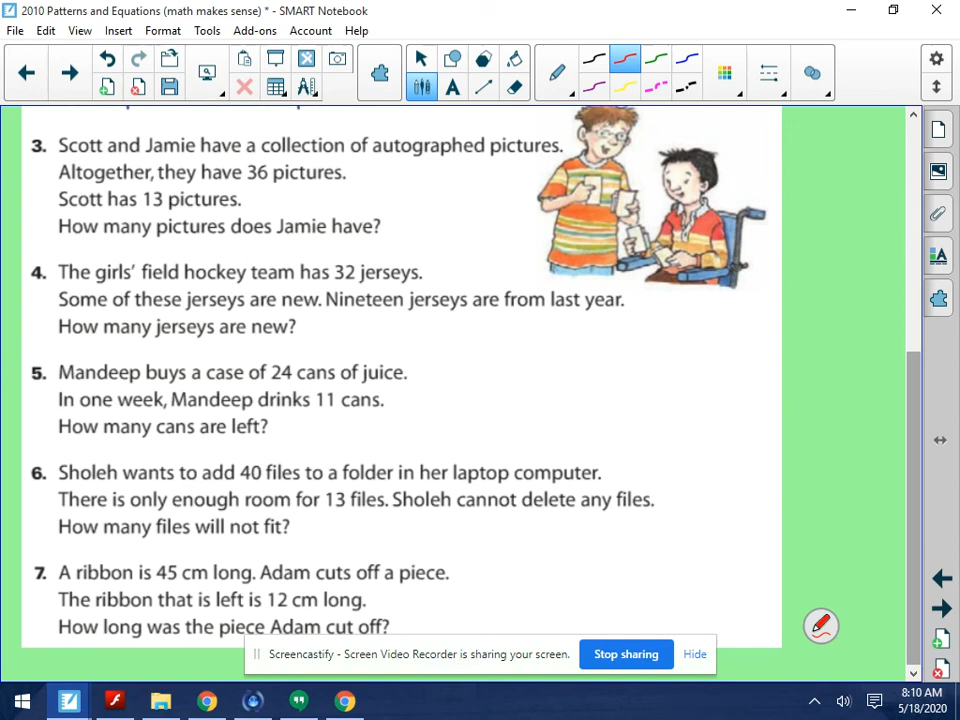 2010 Patterns and Equations (math makes sense) * - SMART Notebook
File Edit View Insert Format Tools Add-ons Account Help
3. Scott and Jamie have a collection of autographed pictures.
Altogether, they have 36 pictures.
Scott has 13 pictures.
How many pictures does Jamie have?
4. The girls' field hockey team has 32 jerseys.
Some of these jerseys are new. Nineteen jerseys are from last year.
How many jerseys are new?
5. Mandeep buys a case of 24 cans of juice.
In one week, Mandeep drinks 11 cans.
How many cans are left?
6. Sholeh wants to add 40 files to a folder in her laptop computer.
There is only enough room for 13 files. Sholeh cannot delete any files.
How many files will not fit?
7. A ribbon is 45 cm long. Adam cuts off a piece.
The ribbon that is left is 12 cm long.
How long was the piece Adam cut off?
Screencastify - Screen Video Recorder is sharing your screen. Stop sharing Hide
8:10 AM
5/18/2020